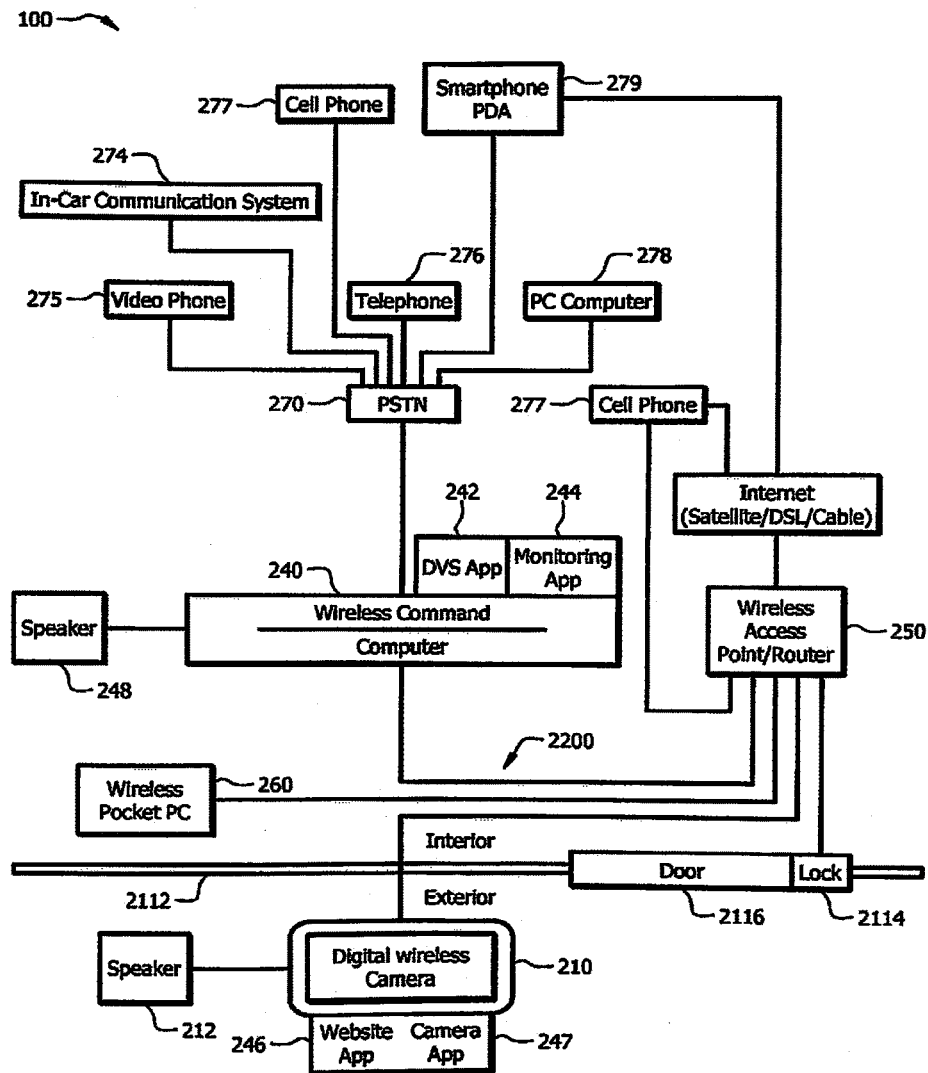 100
277
Cell Phone
Smartphone
PDA
279
274
In-Car Communication System
276
278
275
Video Phone
Telephone
PC Computer
270
PSTN
277
Cell Phone
Internet
(Satellite/DSL/Cable)
242
244
240
DVS App
Monitoring
App
Speaker
248
Wireless Command
Computer
Wireless
Access
Point/Router
250
2200
260
Wireless
Pocket PC
Interior
2112
Exterior
Door
Lock
2116
2114
Speaker
212
Digital wireless
Camera
210
246
Website
App
Camera
App
247